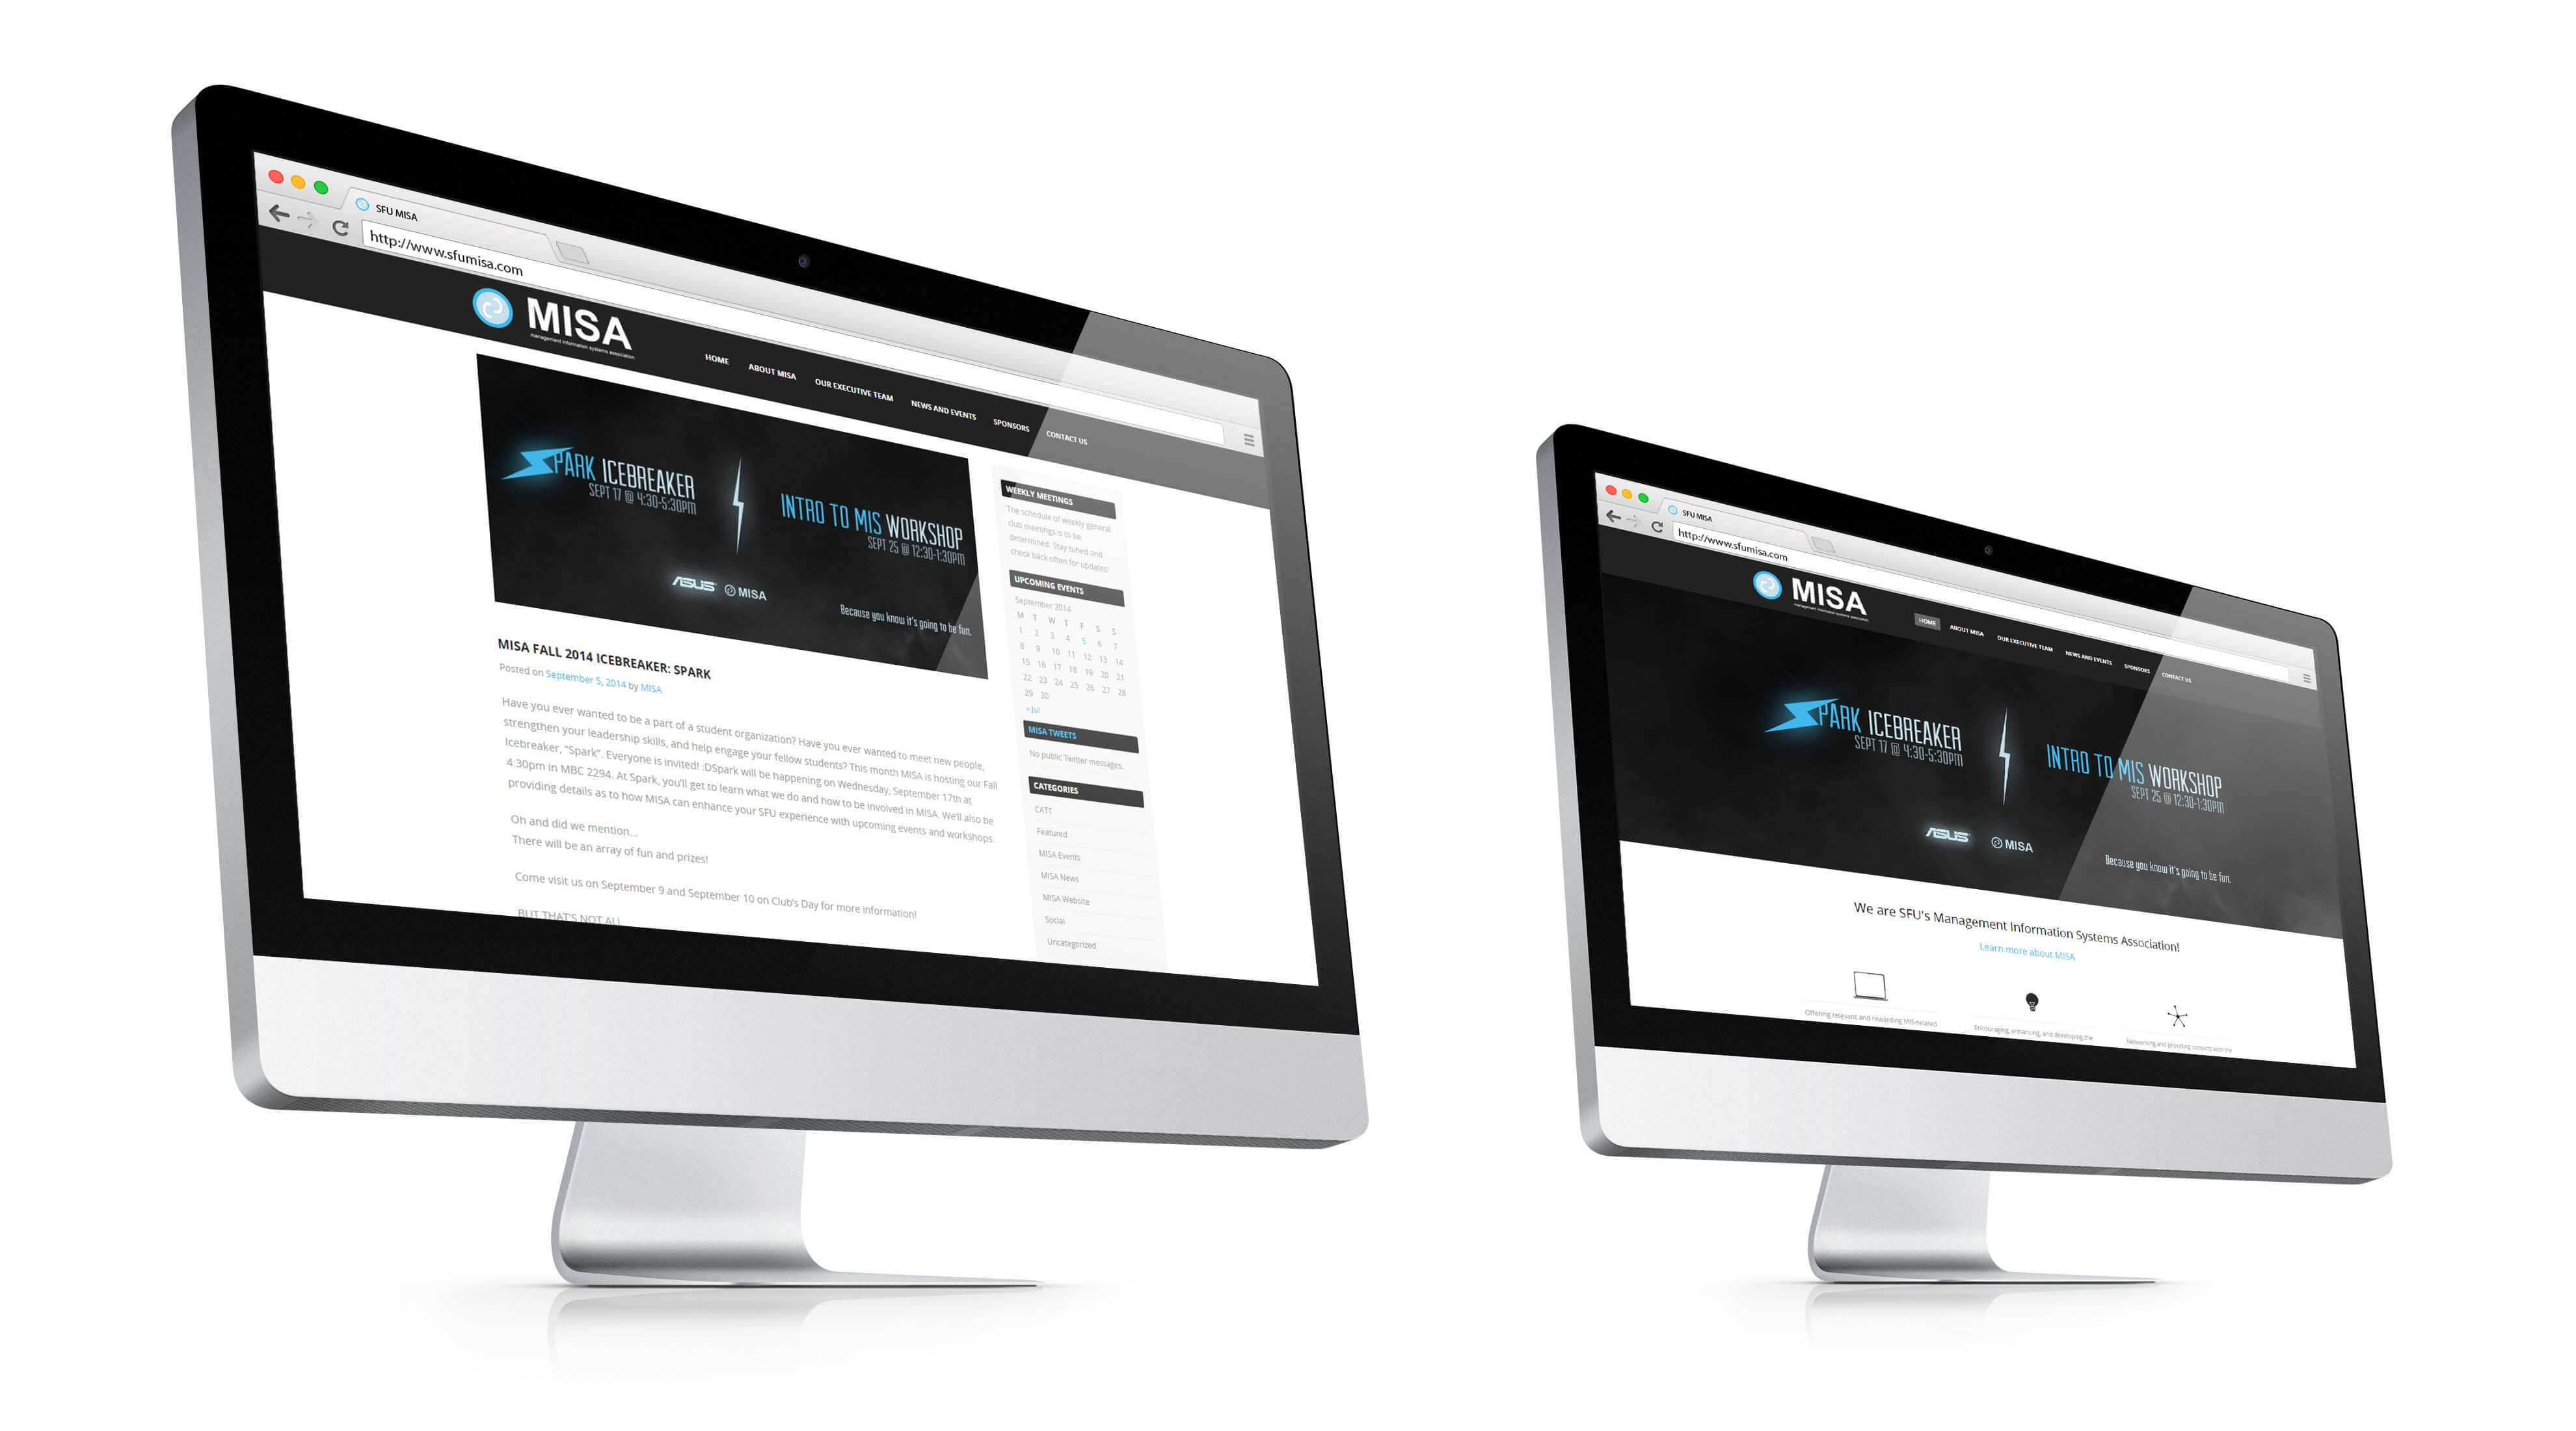 SFU MISA
http://www.sfumisa.com
MISA
management information systems association
HOME ABOUT MISA OUR EXECUTIVE TEAM NEWS AND EVENTS SPONSORS CONTACT US
SPARK ICEBREAKER
SEPT 17 @ 4:30-5:30PM
INTRO TO MIS WORKSHOP
SEPT 25 @ 12:30-1:30PM
ASUS MISA
Because you know it's going to be fun.
MISA FALL 2014 ICEBREAKER: SPARK
Posted on September 5, 2014 by MISA
Have you ever wanted to be a part of a student organization? Have you ever wanted to meet new people,
strengthen your leadership skills, and help engage your fellow students? This month MISA is hosting our Fall
Icebreaker, "Spark". Everyone is invited! :DSpark will be happening on Wednesday, September 17th at
4:30pm in MBC 2294. At Spark, you'll get to learn what we do and how to be involved in MISA. We'll also be
providing details as to how MISA can enhance your SFU experience with upcoming events and workshops.
Oh and did we mention...
There will be an array of fun and prizes!
Come visit us on September 9 and September 10 on Club's Day for more information!
BUT THAT'S NOT ALL
WEEKLY MEETINGS
The schedule of weekly general
club meetings is to be
determined. Stay tuned and
check back often for updates!
UPCOMING EVENTS
September 2014
M T W T F S S
1 2 3 4 5 6 7
8 9 10 11 12 13 14
15 16 17 18 19 20 21
22 23 24 25 26 27 28
29 30
« Jul
MISA TWEETS
No public Twitter messages.
CATEGORIES
CATT
Featured
MISA Events
MISA News
MISA Website
Social
Uncategorized
SFU MISA
http://www.sfumisa.com
MISA
management information systems association
HOME ABOUT MISA OUR EXECUTIVE TEAM NEWS AND EVENTS SPONSORS CONTACT US
SPARK ICEBREAKER
SEPT 17 @ 4:30-5:30PM
INTRO TO MIS WORKSHOP
SEPT 25 @ 12:30-1:30PM
ASUS MISA
Because you know it's going to be fun.
We are SFU's Management Information Systems Association!
Learn more about MISA
Offering relevant and rewarding MIS-related
Encouraging, enhancing, and developing the
Networking and providing contacts with the